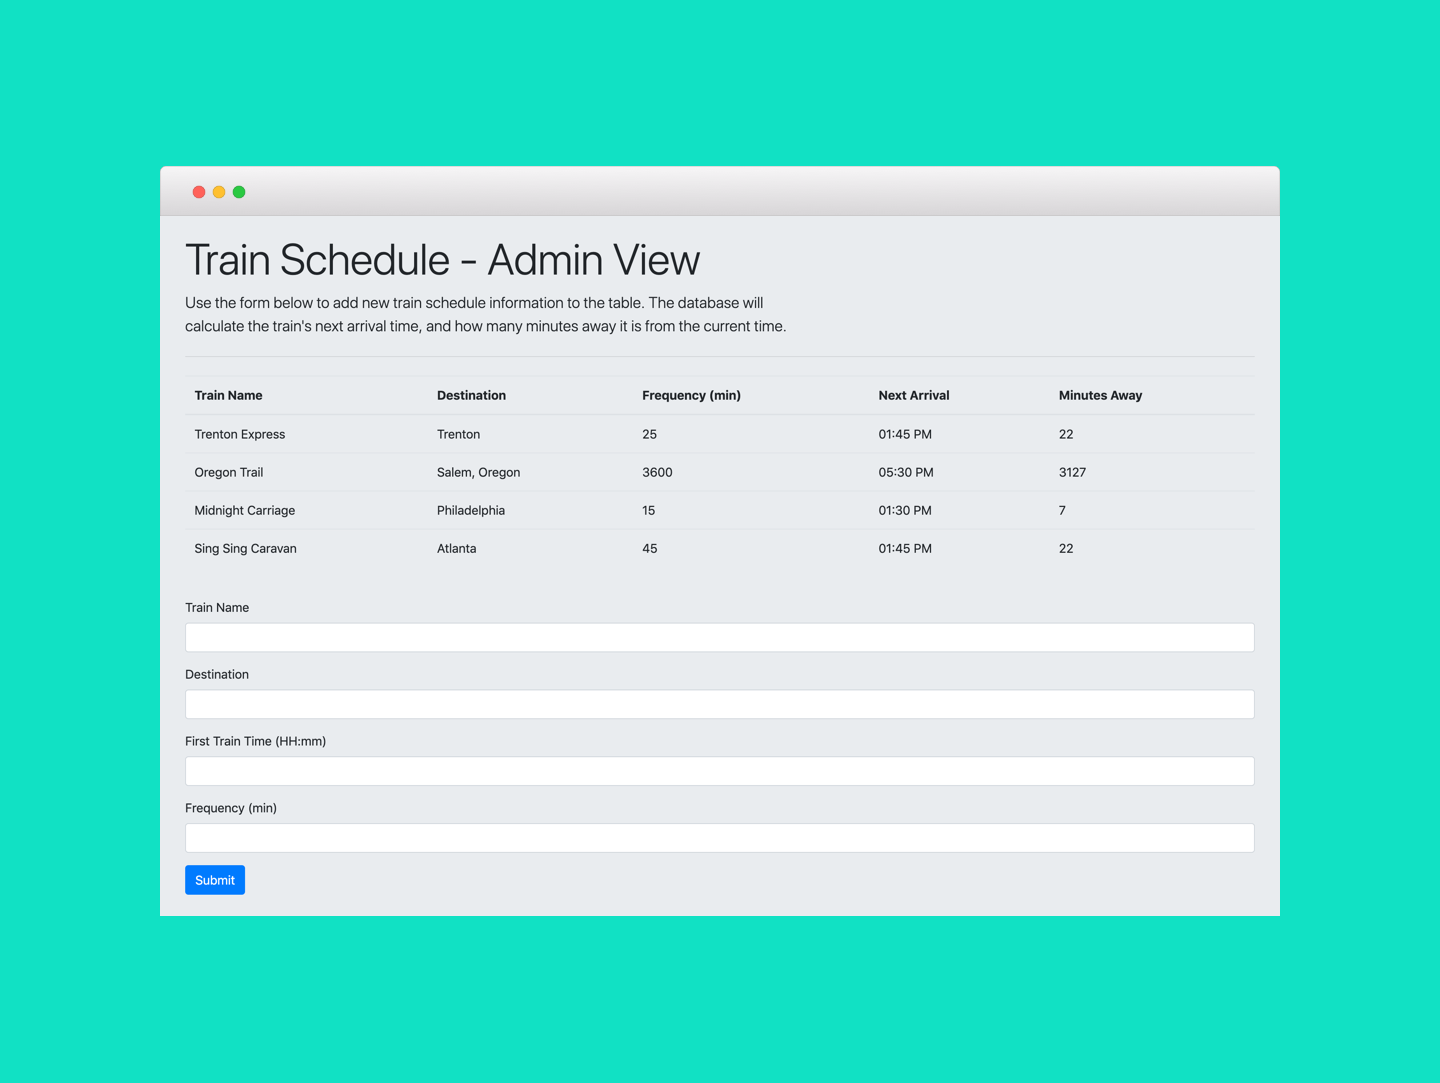 Train Schedule - Admin View
Use the form below to add new train schedule information to the table. The database will
calculate the train's next arrival time, and how many minutes away it is from the current time.
Train Name Destination Frequency (min) Next Arrival Minutes Away
Trenton Express Trenton 25 01:45 PM 22
Oregon Trail Salem, Oregon 3600 05:30 PM 3127
Midnight Carriage Philadelphia 15 01:30 PM 7
Sing Sing Caravan Atlanta 45 01:45 PM 22
Train Name
Destination
First Train Time (HH:mm)
Frequency (min)
Submit